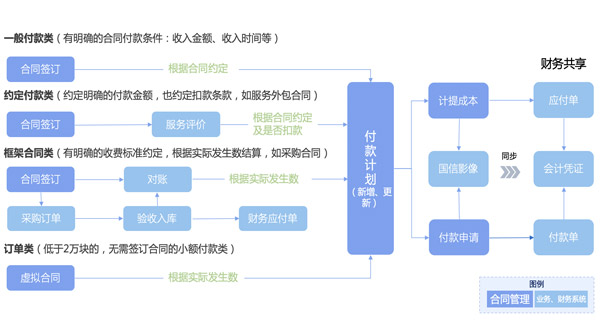 一般付款类（有明确的合同付款条件：收入金额、收入时间等）
合同签订
根据合同约定
约定付款类（约定明确的付款金额，也约定扣款条款，如服务外包合同）
合同签订
服务评价
根据合同约定
及是否扣款
框架合同类（有明确的收费标准约定，根据实际发生数结算，如采购合同）
合同签订
对账
根据实际发生数
采购订单
验收入库
财务应付单
订单类（低于2万块的，无需签订合同的小额付款类）
虚拟合同
根据实际发生数
付款计划
（新增、更
新）
财务共享
计提成本
应付单
国信影像
同步
会计凭证
付款申请
付款单
图例
合同管理
业务、财务系统